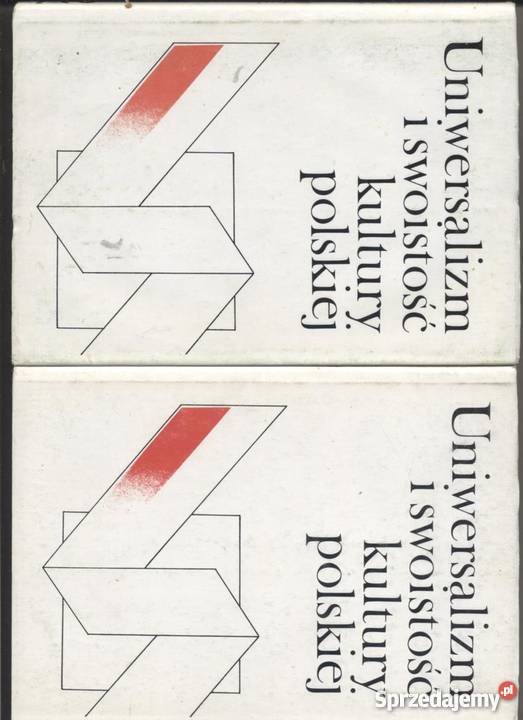 Uniwersalizm
i swoistość
kultury
polskiej
Uniwersalizm
i swoistość
kultury
polskiej
Sprzedajemy.pl